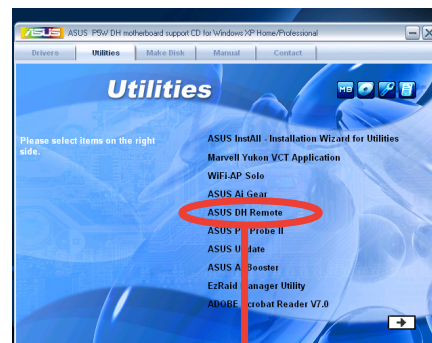 ASUS ASUS P5W DH motherboard support CD for Windows XP Home/Professional
Drivers Utilities Make Disk Manual Contact
Utilities
MB
Please select items on the right
side.
ASUS InstAll - Installation Wizard for Utilities
Marvell Yukon VCT Application
WiFi-AP Solo
ASUS Ai Gear
ASUS DH Remote
ASUS Probe II
ASUS
ASUS Booster
EzRaid Manager Utility
ADOBE Acrobat Reader V7.0